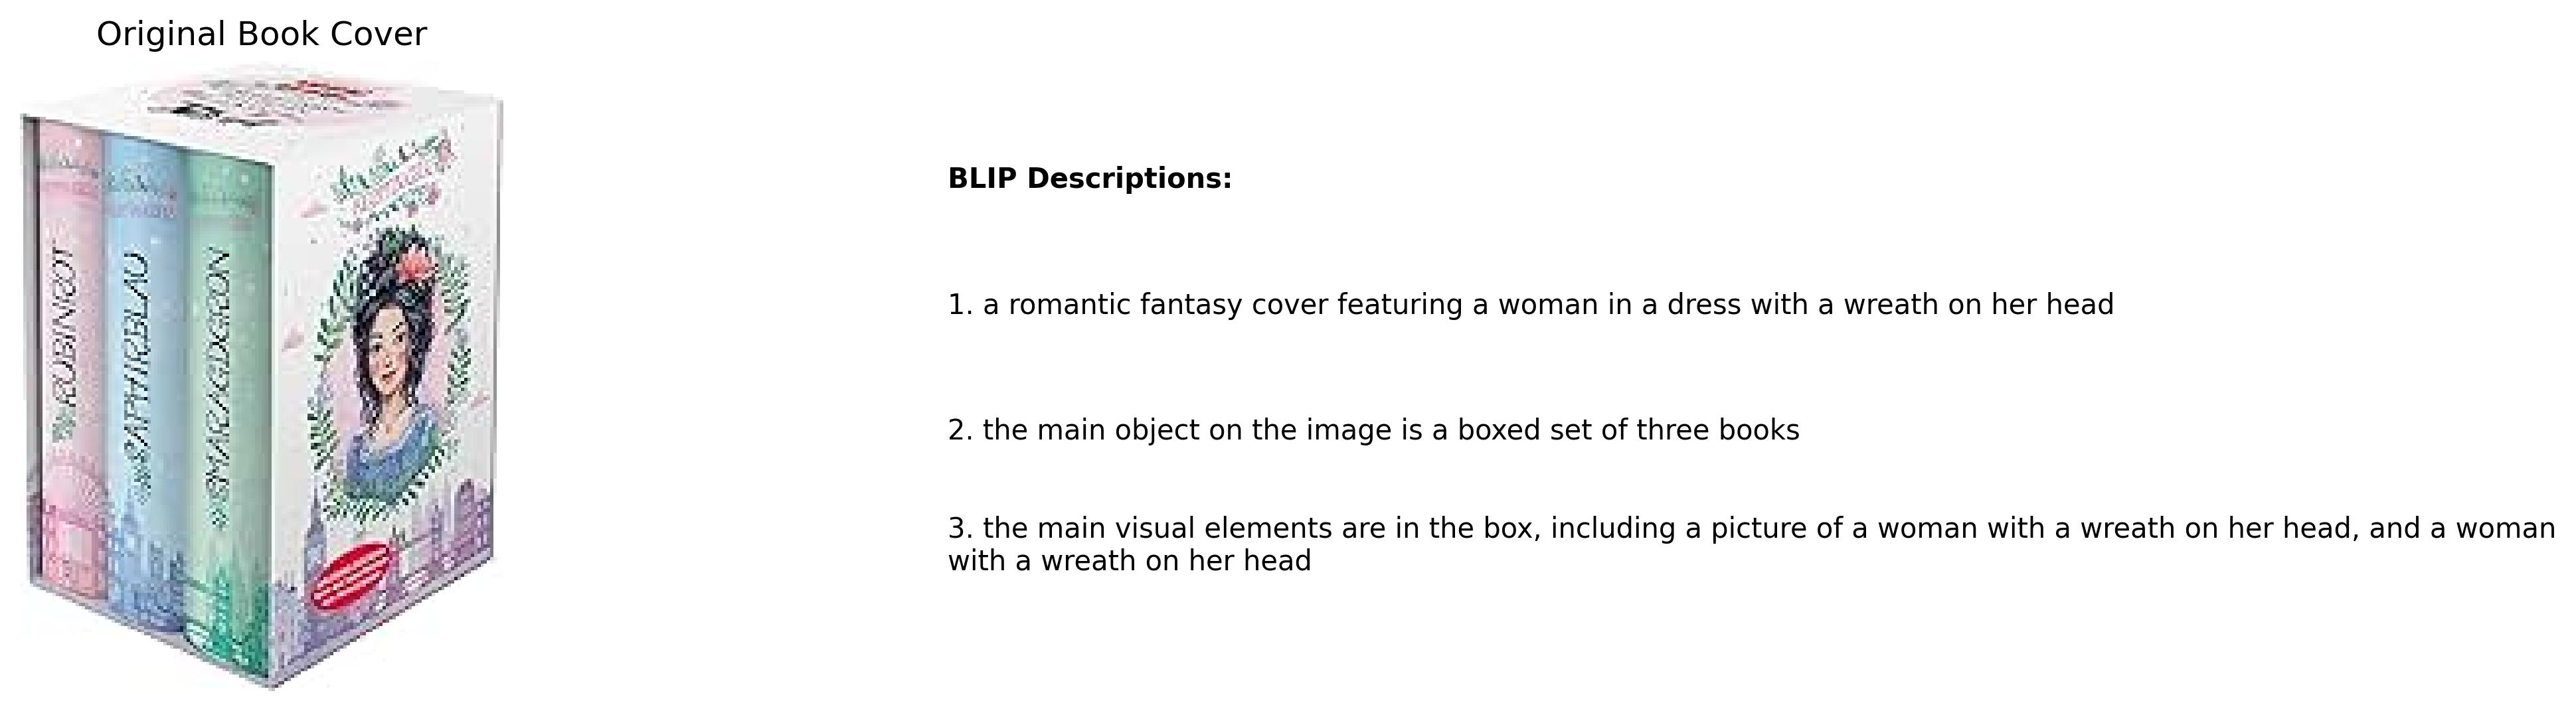 Original Book Cover
RUBINROT
SAPHIRBLAU
SMARAGDGRÜN
BLIP Descriptions:
1. a romantic fantasy cover featuring a woman in a dress with a wreath on her head
2. the main object on the image is a boxed set of three books
3. the main visual elements are in the box, including a picture of a woman with a wreath on her head, and a woman
with a wreath on her head